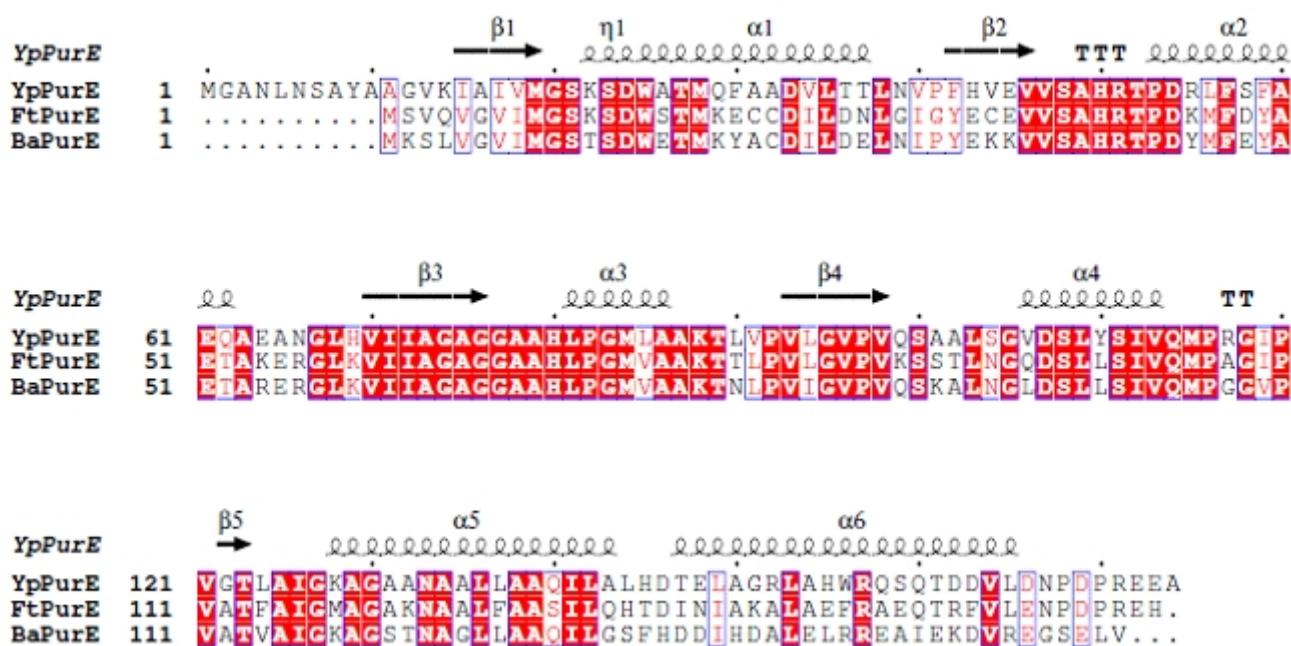 β1 η1 α1 β2 α2
YpPurE TTT
YpPurE 1 MGANLNSAYAAGVKIAIVMGSKSDWATMQFAADVLTTLNVPFHVEVVSAHRTPDRLFSFA
FtPurE 1 ..........MSVQVGVIMGSKSDWSTMKECCDILDNLGIGYECEVVSAHRTPDKMFDYA
BaPurE 1 ..........MKSLVGVIMGSTSDWETMKYACDILDELNIPYEKKVVSAHRTPDYMFEYA
β3 α3 β4 α4
YpPurE TT
YpPurE 61 EQAEANGLHVIIAGAGGAAHLPGMLAAKTLVPVLGVPVQSAALSGVDSLYSIVQMPRGIP
FtPurE 51 ETAKERGLKVIIAGAGGAAHLPGMVAAKTTLPVLGVPVKSSTLNGQDSLLSIVQMPAGIP
BaPurE 51 ETARERGLKVIIAGAGGAAHLPGMVAAKTNLPVIGVPVQSKALNGLDSLLSIVQMPGGVP
β5 α5 α6
YpPurE
YpPurE 121 VGTLAIGKAGAANAALLAAQILALHDTELAGRLAHWRQSQTDDVLDNPDPREEA
FtPurE 111 VATFAIGMAGAKNAALFAASILQHTDINIAKALAEFRAEQTRFVLENPDPREH.
BaPurE 111 VATVAIGKAGSTNAGLLAAQILGSFHDDIHDALELRREAIEKDVREGSELV...